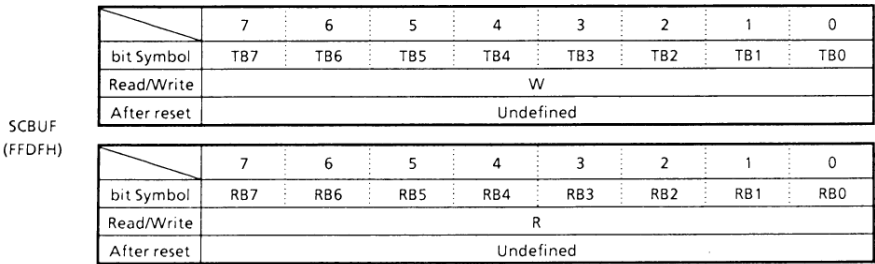 7 6 5 4 3 2 1 0
bit Symbol TB7 TB6 TB5 TB4 TB3 TB2 TB1 TB0
Read/Write W
After reset Undefined
SCBUF
(FFDFH)
7 6 5 4 3 2 1 0
bit Symbol RB7 RB6 RB5 RB4 RB3 RB2 RB1 RB0
Read/Write R
After reset Undefined